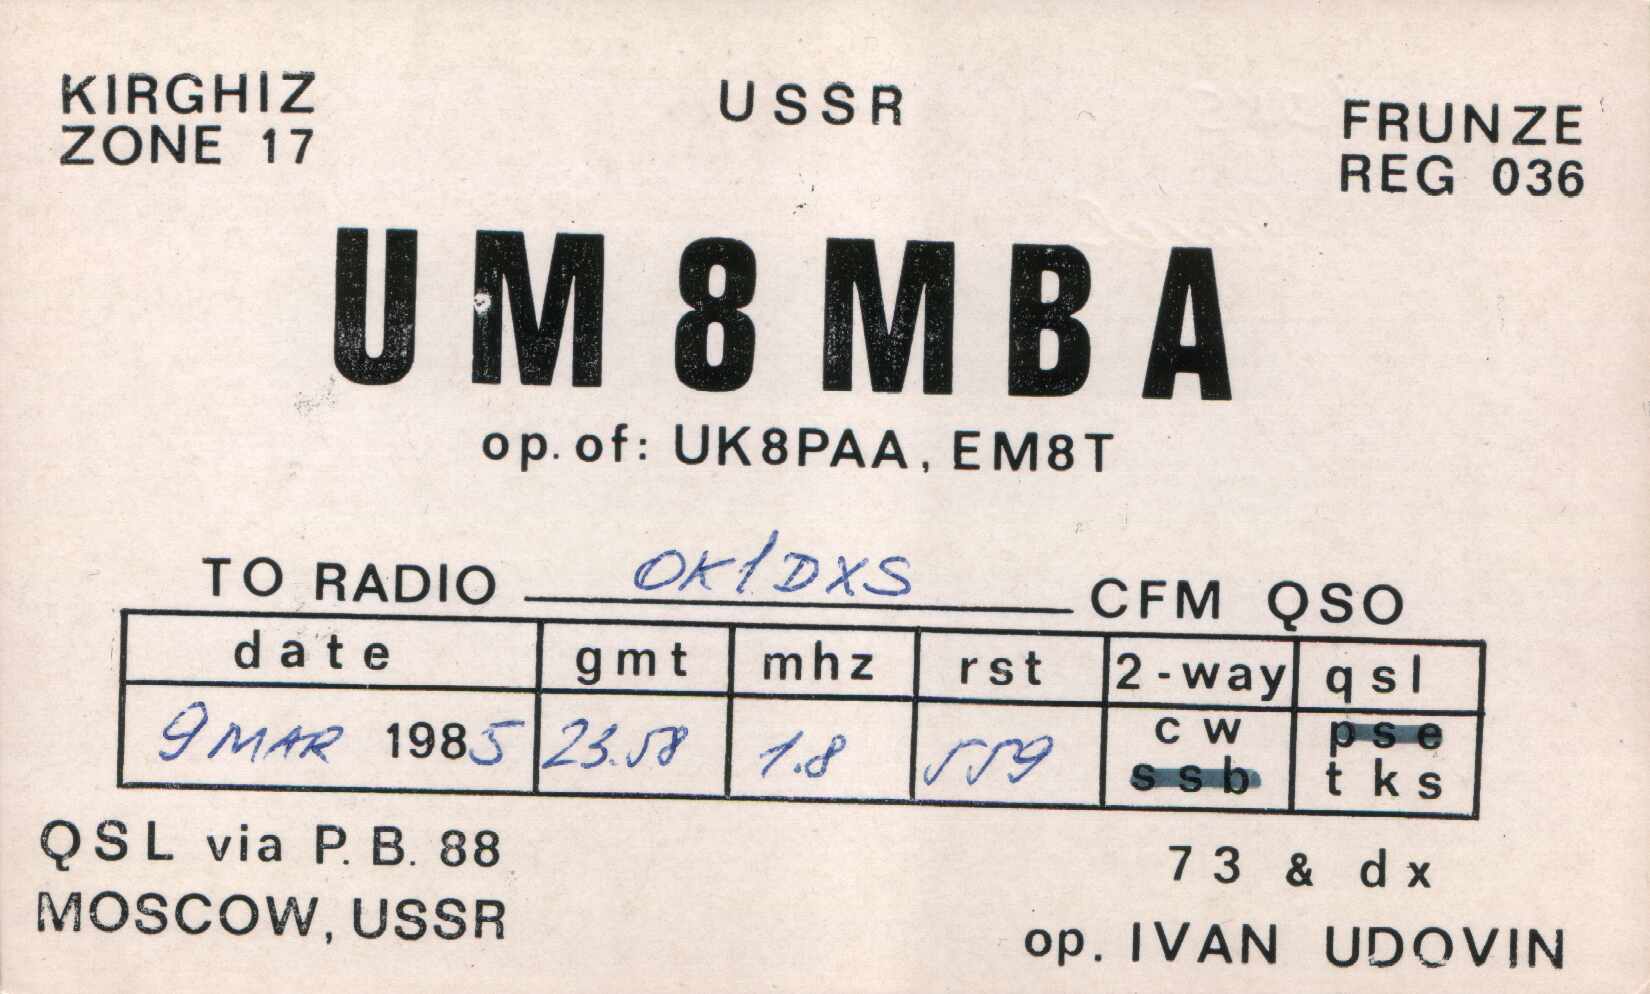 KIRGHIZ
ZONE 17
USSR
FRUNZE
REG 036
UM8MBA
op. of: UK8PAA, EM8T
TO RADIO OK1DXS CFM QSO
date gmt mhz rst 2-way qsl
9 MAR 1985 23.58 1.8 559 cw pse
ssb tks
QSL via P. B. 88
MOSCOW, USSR
73 & dx
op. IVAN UDOVIN